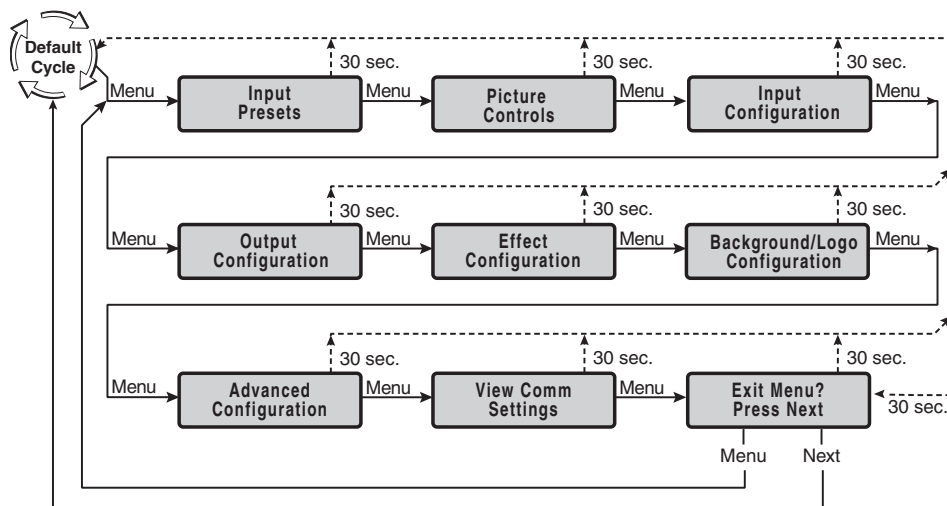 Default
Cycle
30 sec. 30 sec. 30 sec.
Menu Input
Presets Menu Picture
Controls Menu Input
Configuration Menu
30 sec. 30 sec. 30 sec.
Menu Output
Configuration Menu Effect
Configuration Menu Background/Logo
Configuration Menu
30 sec. 30 sec. 30 sec.
Menu Advanced
Configuration Menu View Comm
Settings Menu Exit Menu?
Press Next
30 sec.
Menu Next